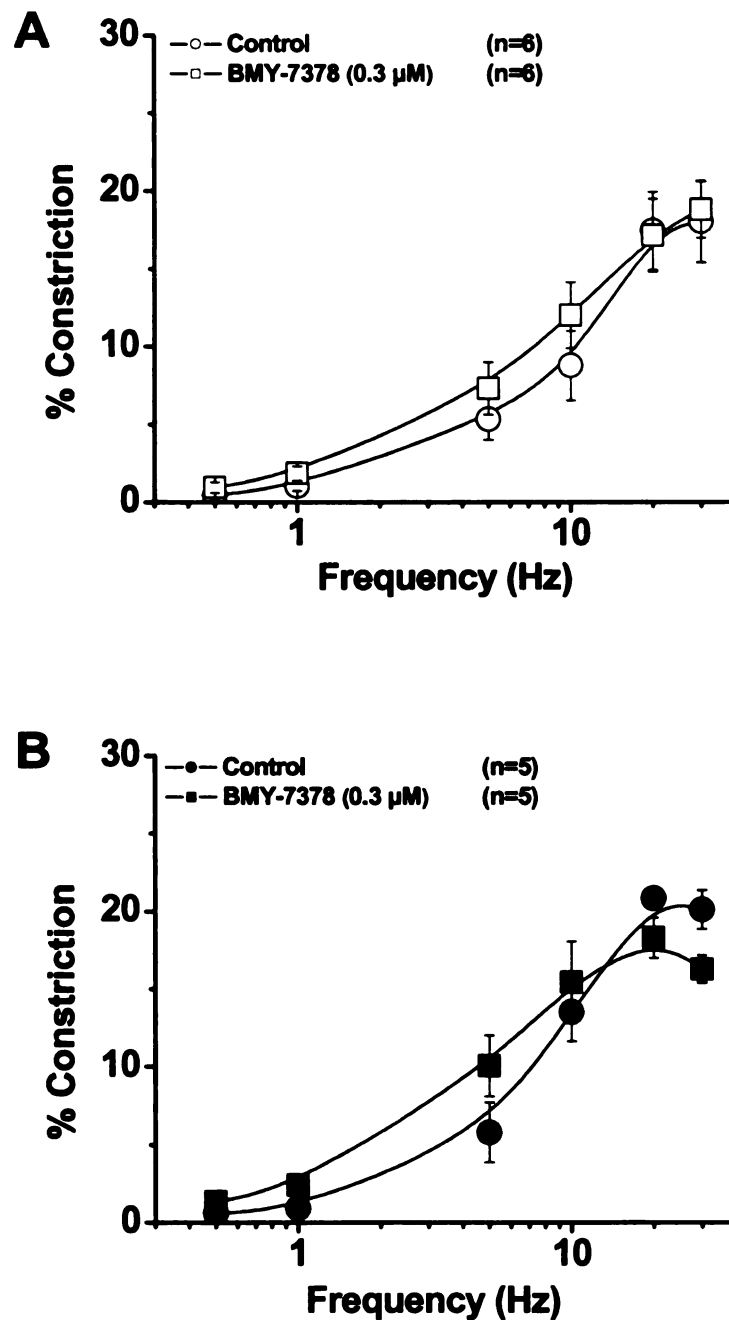 A
30
Control (n=6)
BMY-7378 (0.3 µM) (n=6)
20
% Constriction
10
0
1 10
Frequency (Hz)
B
30
Control (n=5)
BMY-7378 (0.3 µM) (n=5)
20
% Constriction
10
0
1 10
Frequency (Hz)